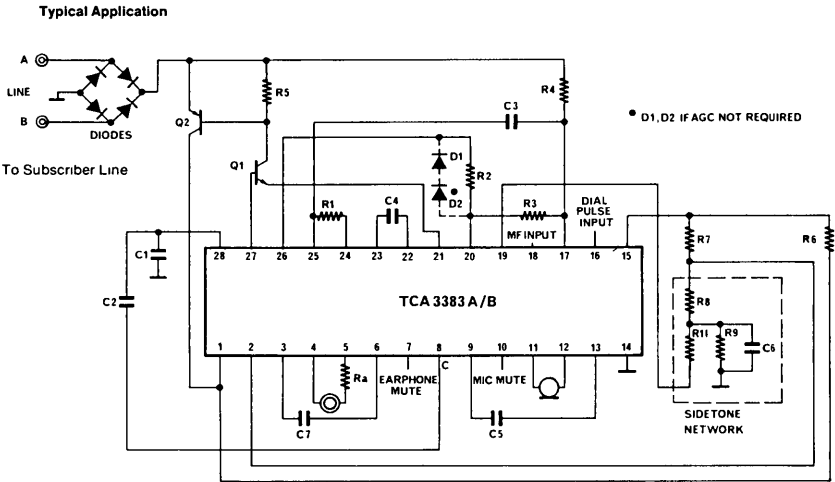 Typical Application
A
LINE
B
DIODES
To Subscriber Line
Q2
R5
R4
C3
● D1, D2 IF AGC NOT REQUIRED
Q1
D1
D2
R2
R1
C4
R3
DIAL
PULSE
INPUT
MF INPUT
R7
R6
C1
C2
28
27
26
25
24
23
22
21
20
19
18
17
16
15
TCA 3383 A/B
1
2
3
4
5
6
7
8
9
10
11
12
13
14
C
Ra
EARPHONE
MUTE
MIC MUTE
C7
C5
R8
R11
R9
C6
SIDETONE
NETWORK